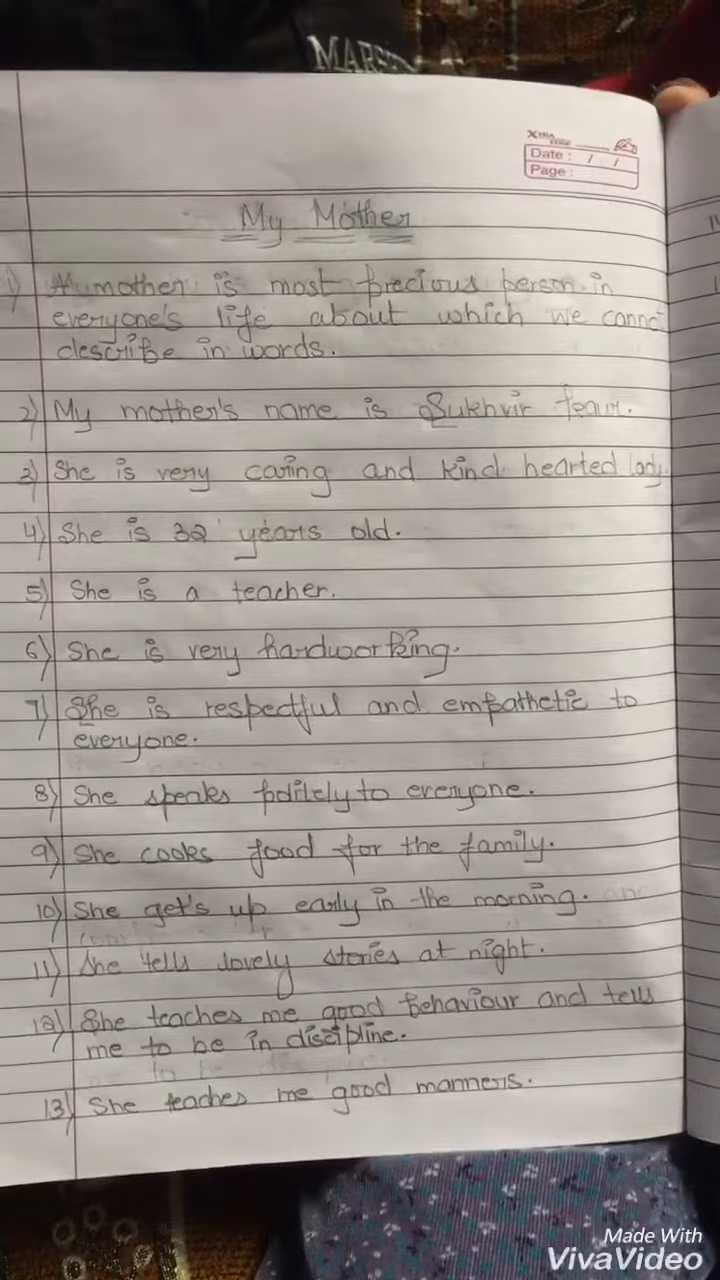 MARS
Date : / /
Page :
My Mother
1) A mother is most precious person in
everyone's life about which we cannot
describe in words.
2) My mother's name is Sukhvir
3) She is very caring and kind hearted lady.
4) She is 32 years old.
5) She is a teacher.
6) She is very hardworking.
7) She is respectful and empathetic to
everyone.
8) She speaks politely to everyone.
9) She cooks food for the family.
10) She get's up early in the morning.
11) She tells lovely stories at night.
12) She teaches me good behaviour and tells
me to be in discipline.
13) She teaches me good manners.
Made With
VivaVideo